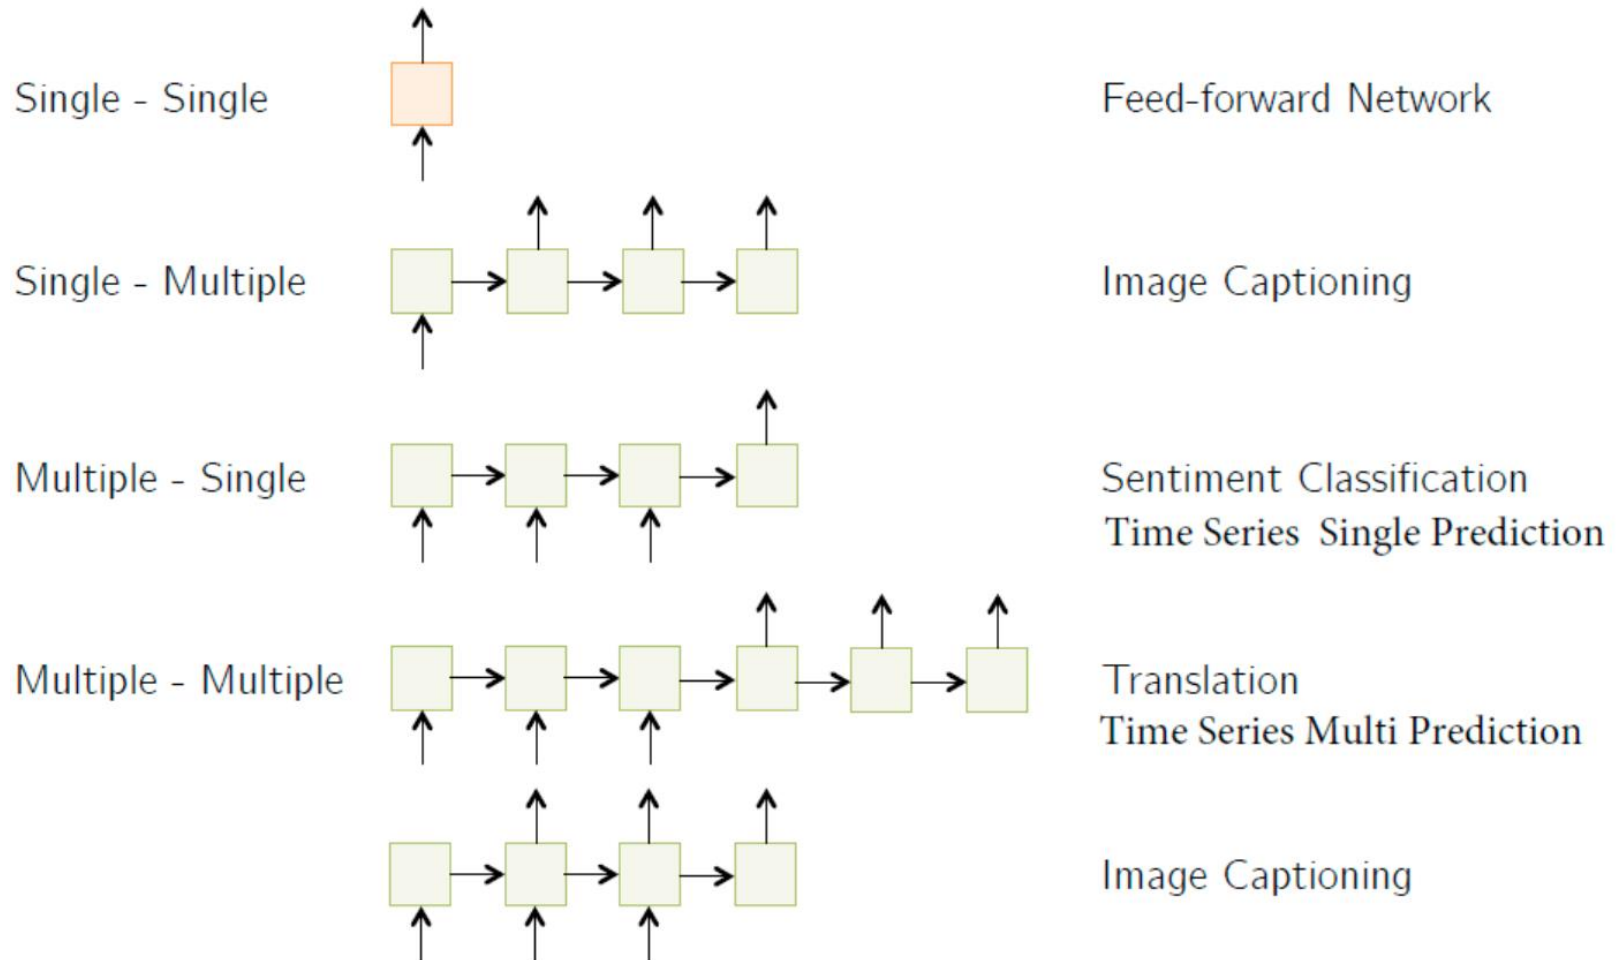 Single - Single
Feed-forward Network
Single - Multiple
Image Captioning
Multiple - Single
Sentiment Classification
Time Series Single Prediction
Multiple - Multiple
Translation
Time Series Multi Prediction
Image Captioning